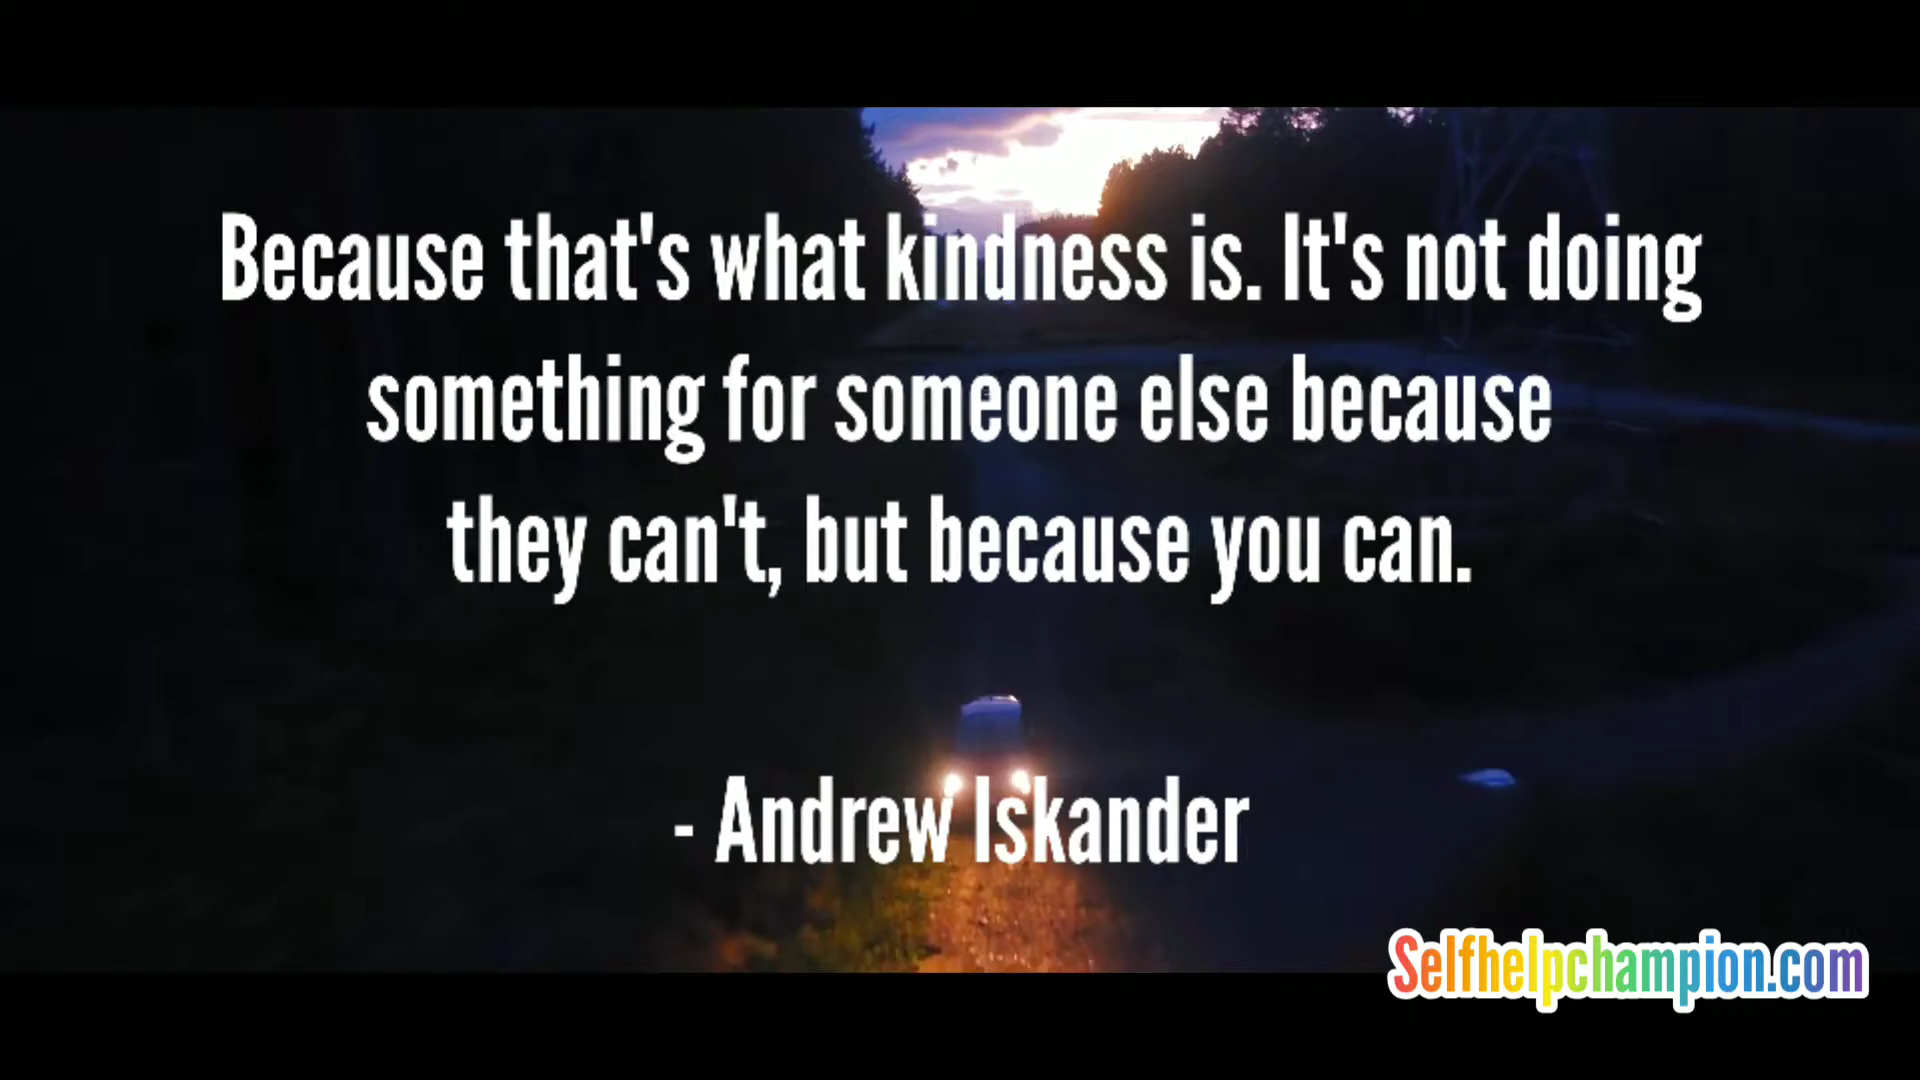 Because that's what kindness is. It's not doing
something for someone else because
they can't, but because you can.
- Andrew Iskander
Selfhelpchampion.com